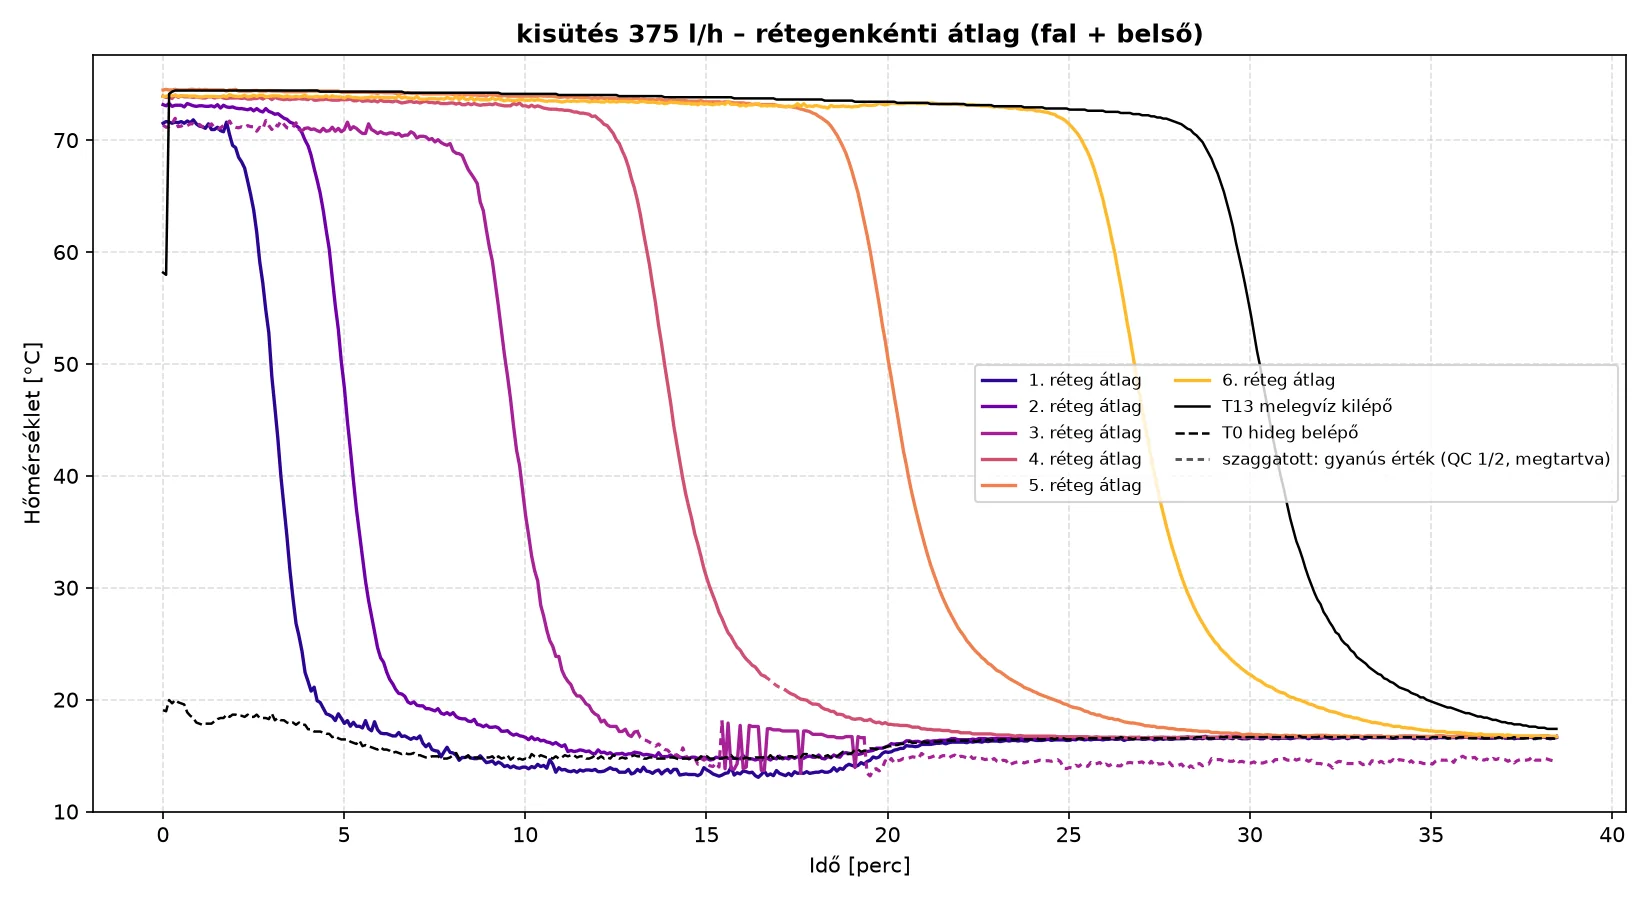 kisütés 375 l/h – rétegenkénti átlag (fal + belső)
Hőmérséklet [°C]
70
60
50
40
30
20
10
1. réteg átlag
2. réteg átlag
3. réteg átlag
4. réteg átlag
5. réteg átlag
6. réteg átlag
T13 melegvíz kilépő
T0 hideg belépő
szaggatott: gyanús érték (QC 1/2, megtartva)
0 5 10 15 20 25 30 35 40
Idő [perc]